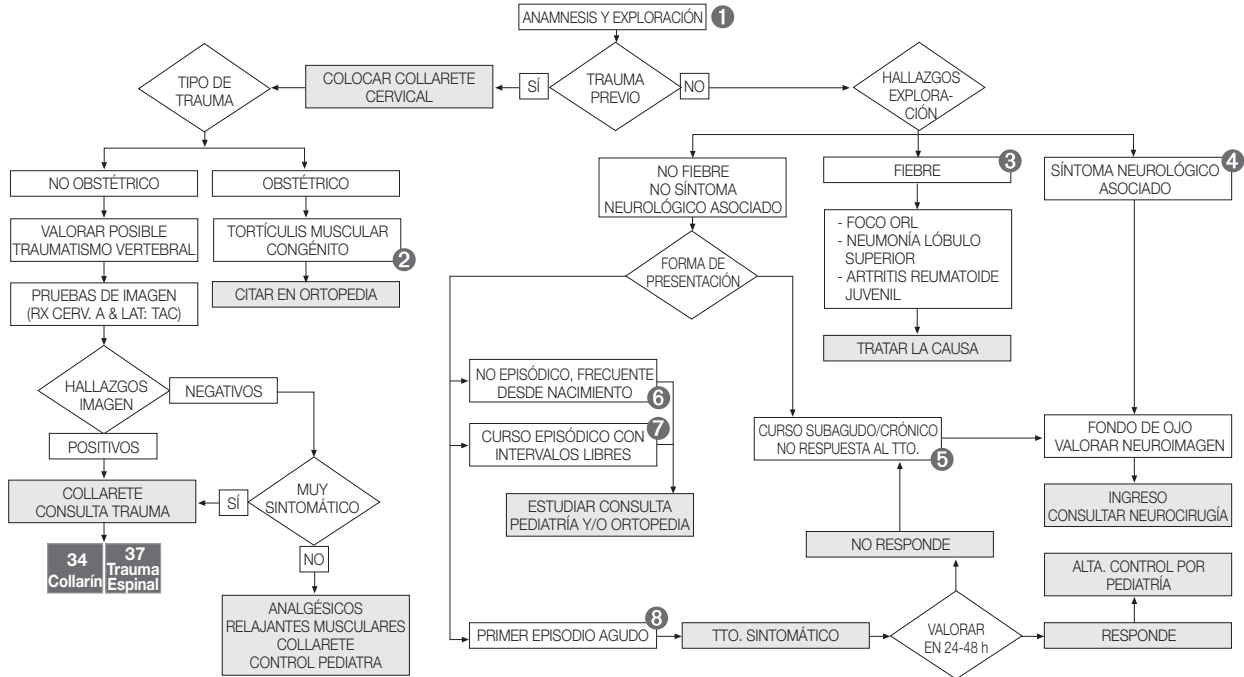 ANAMNESIS Y EXPLORACIÓN 1
TIPO DE
TRAUMA
COLOCAR COLLARETE
CERVICAL
SÍ
TRAUMA
PREVIO
NO
HALLAZGOS
EXPLORA-
CIÓN
NO OBSTÉTRICO
OBSTÉTRICO
VALORAR POSIBLE
TRAUMATISMO VERTEBRAL
TORTÍCULIS MUSCULAR
CONGÉNITO 2
PRUEBAS DE IMAGEN
(RX CERV. A & LAT: TAC)
CITAR EN ORTOPEDIA
HALLAZGOS
IMAGEN
NEGATIVOS
POSITIVOS
COLLARETE
CONSULTA TRAUMA
SÍ
MUY
SINTOMÁTICO
34
Collarín
37
Trauma
Espinal
NO
ANALGÉSICOS
RELAJANTES MUSCULARES
COLLARETE
CONTROL PEDIATRA
NO FIEBRE
NO SÍNTOMA
NEUROLÓGICO ASOCIADO
3
FIEBRE
4
SÍNTOMA NEUROLÓGICO
ASOCIADO
- FOCO ORL
- NEUMONÍA LÓBULO
SUPERIOR
- ARTRITIS REUMATOIDE
JUVENIL
FORMA DE
PRESENTACIÓN
TRATAR LA CAUSA
NO EPISÓDICO, FRECUENTE
DESDE NACIMIENTO 6
7
CURSO EPISÓDICO CON
INTERVALOS LIBRES
CURSO SUBAGUDO/CRÓNICO
NO RESPUESTA AL TTO. 5
FONDO DE OJO
VALORAR NEUROIMAGEN
ESTUDIAR CONSULTA
PEDIATRÍA Y/O ORTOPEDIA
INGRESO
CONSULTAR NEUROCIRUGÍA
NO RESPONDE
ALTA. CONTROL POR
PEDIATRÍA
8
PRIMER EPISODIO AGUDO
TTO. SINTOMÁTICO
VALORAR
EN 24-48 h
RESPONDE